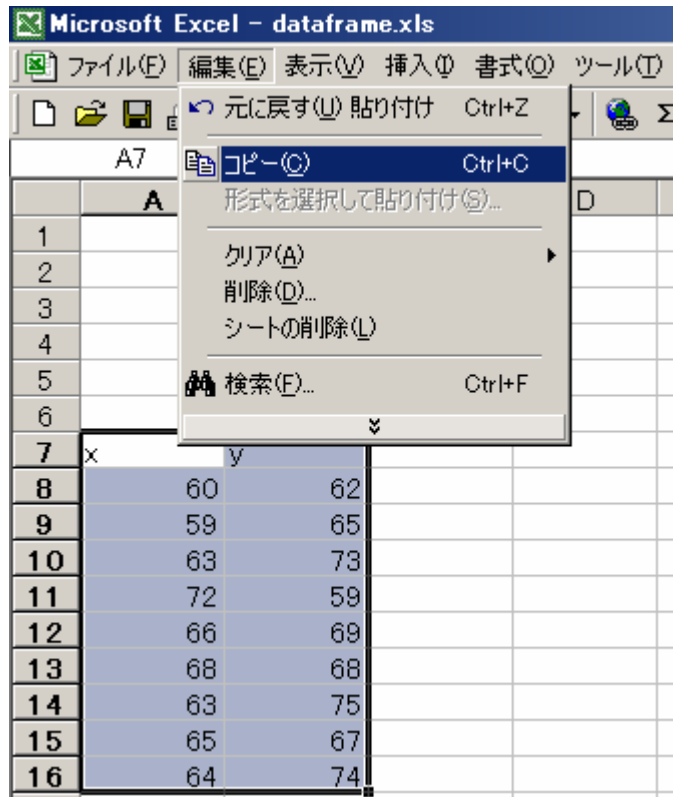 Microsoft Excel - dataframe.xls
ファイル(F) 編集(E) 表示(V) 挿入(I) 書式(O) ツール(T)
元に戻す(U) 貼り付け Ctrl+Z
Σ
A7
コピー(C) Ctrl+C
形式を選択して貼り付け(S)...
A D
クリア(A)
削除(D)...
シートの削除(L)
検索(F)... Ctrl+F
1
2
3
4
5
6
7 x y
8 60 62
9 59 65
10 63 73
11 72 59
12 66 69
13 68 68
14 63 75
15 65 67
16 64 74